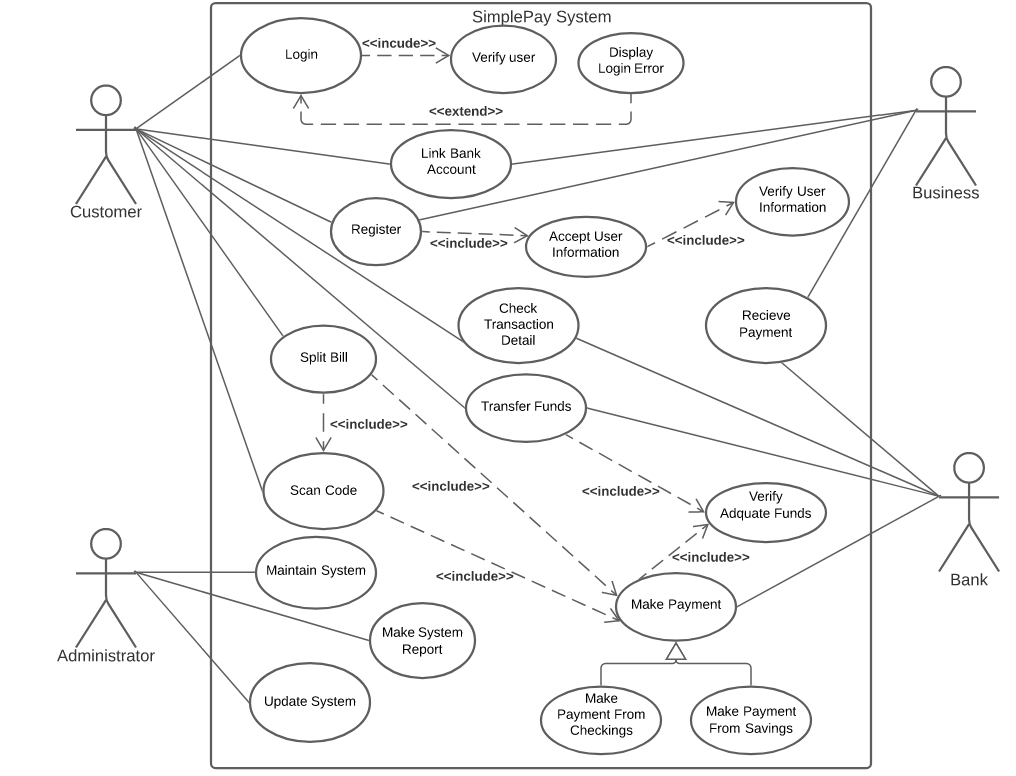 SimplePay System
Login
<<incude>>
Verify user
Display
Login Error
<<extend>>
Link Bank
Account
Customer
Business
Verify User
Information
Register
<<include>>
Accept User
Information
<<include>>
Check
Transaction
Detail
Recieve
Payment
Split Bill
Transfer Funds
<<include>>
Scan Code
<<include>>
<<include>>
Verify
Adquate Funds
<<include>>
Bank
Maintain System
<<include>>
Make Payment
Administrator
Make System
Report
Update System
Make
Payment From
Checkings
Make Payment
From Savings